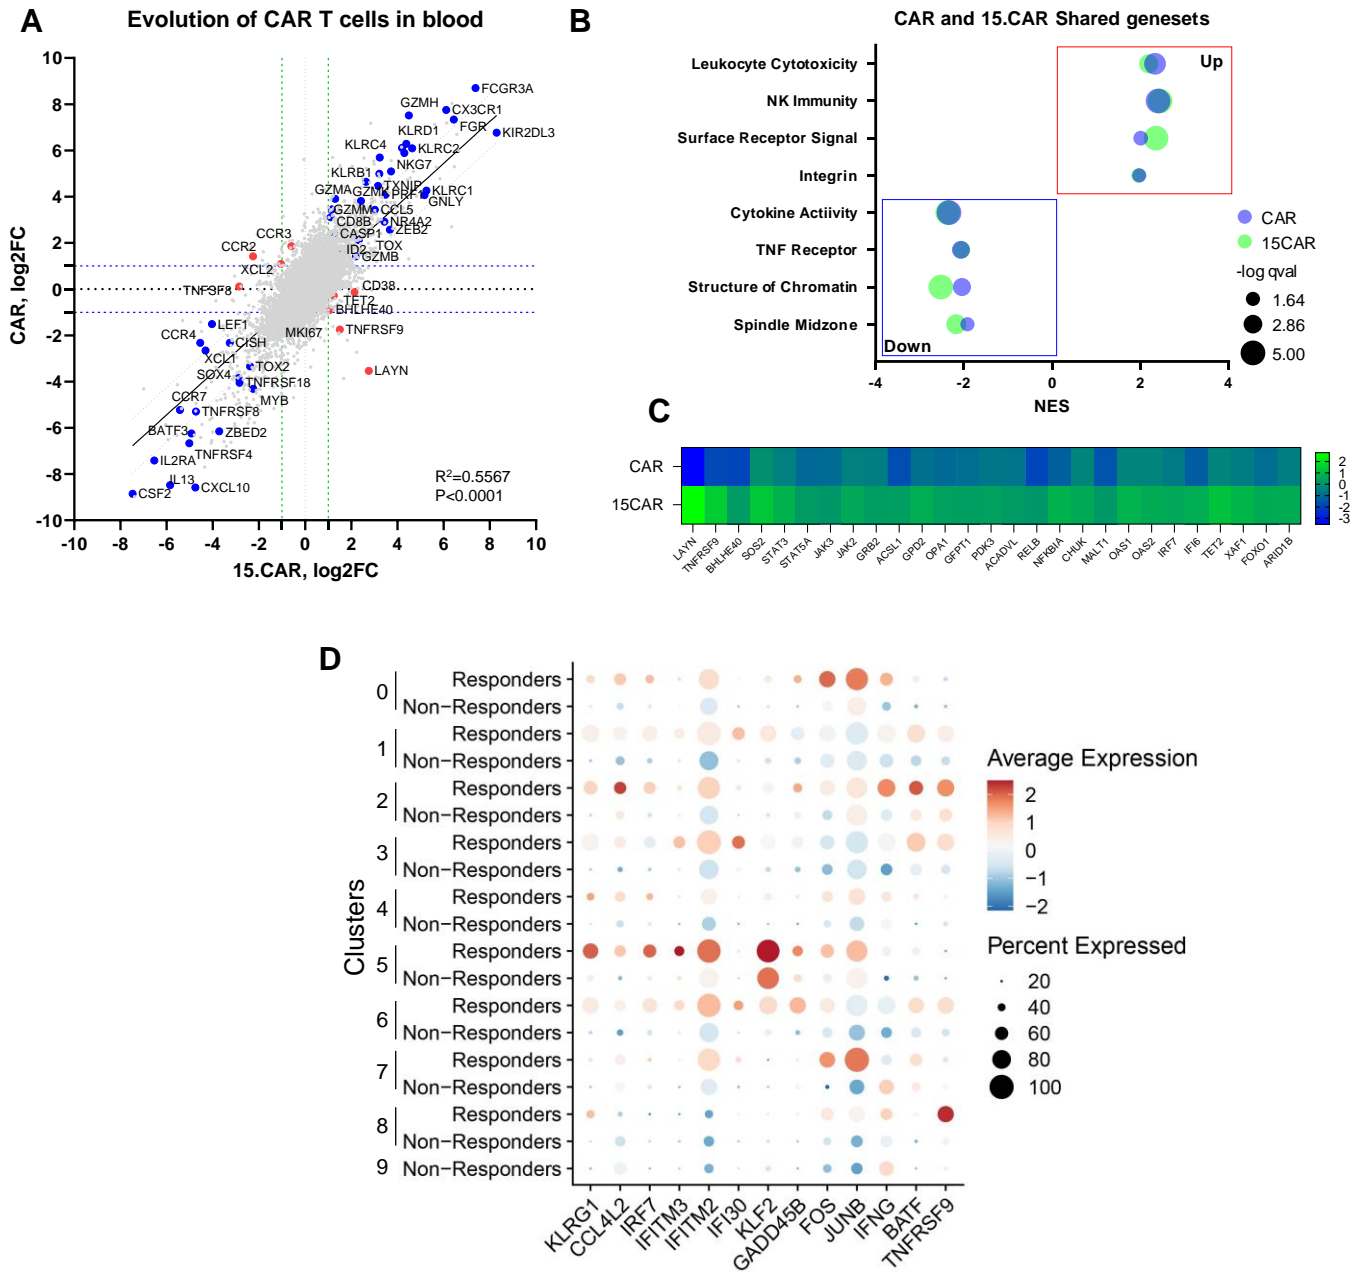 A
Evolution of CAR T cells in blood
CAR, log2FC
10
8
6
4
2
0
-2
-4
-6
-8
-10
-10
-8
-6
-4
-2
0
2
4
6
8
10
15.CAR, log2FC
FCGR3A
GZMH
CX3CR1
FGR
KIR2DL3
KLRD1
KLRC4
KLRC2
NKG7
KLRB1
TXNIP
GZMA
GZMK
PRF1
KLRC1
GNLY
GZMM
CCL5
CD8B
NR4A2
ZEB2
CASP1
CCR3
CCR2
ID2
TOX
GZMB
XCL2
TNFSF8
CD38
TET2
BHLHE40
LEF1
MKI67
TNFRSF9
CCR4
CISH
XCL1
LAYN
SOX4
TOX2
TNFRSF18
CCR7
MYB
TNFRSF8
BATF3
ZBED2
TNFRSF4
IL2RA
IL13
CSF2
CXCL10
R²=0.5567
P<0.0001
B
CAR and 15.CAR Shared genesets
Leukocyte Cytotoxicity
NK Immunity
Surface Receptor Signal
Integrin
Cytokine Actiivity
TNF Receptor
Structure of Chromatin
Spindle Midzone
Up
Down
-4
-2
0
2
4
NES
CAR
15CAR
-log qval
1.64
2.86
5.00
C
CAR
15CAR
LAYN
TNFRSF9
BHLHE40
SOS2
STAT3
STAT5A
JAK3
JAK2
GRB2
ACSL1
GPD2
OPA1
GFPT1
PDK3
ACADVL
RELB
NFKBIA
CHUK
MALT1
OAS1
OAS2
IRF7
IFI6
TET2
XAF1
FOXO1
ARID1B
2
1
0
-1
-2
-3
D
Clusters
0
Responders
Non−Responders
1
Responders
Non−Responders
2
Responders
Non−Responders
3
Responders
Non−Responders
4
Responders
Non−Responders
5
Responders
Non−Responders
6
Responders
Non−Responders
7
Responders
Non−Responders
8
Responders
Non−Responders
9
Non−Responders
KLRG1
CCL4L2
IRF7
IFITM3
IFITM2
IFI30
KLF2
GADD45B
FOS
JUNB
IFNG
BATF
TNFRSF9
Average Expression
2
1
0
−1
−2
Percent Expressed
20
40
60
80
100